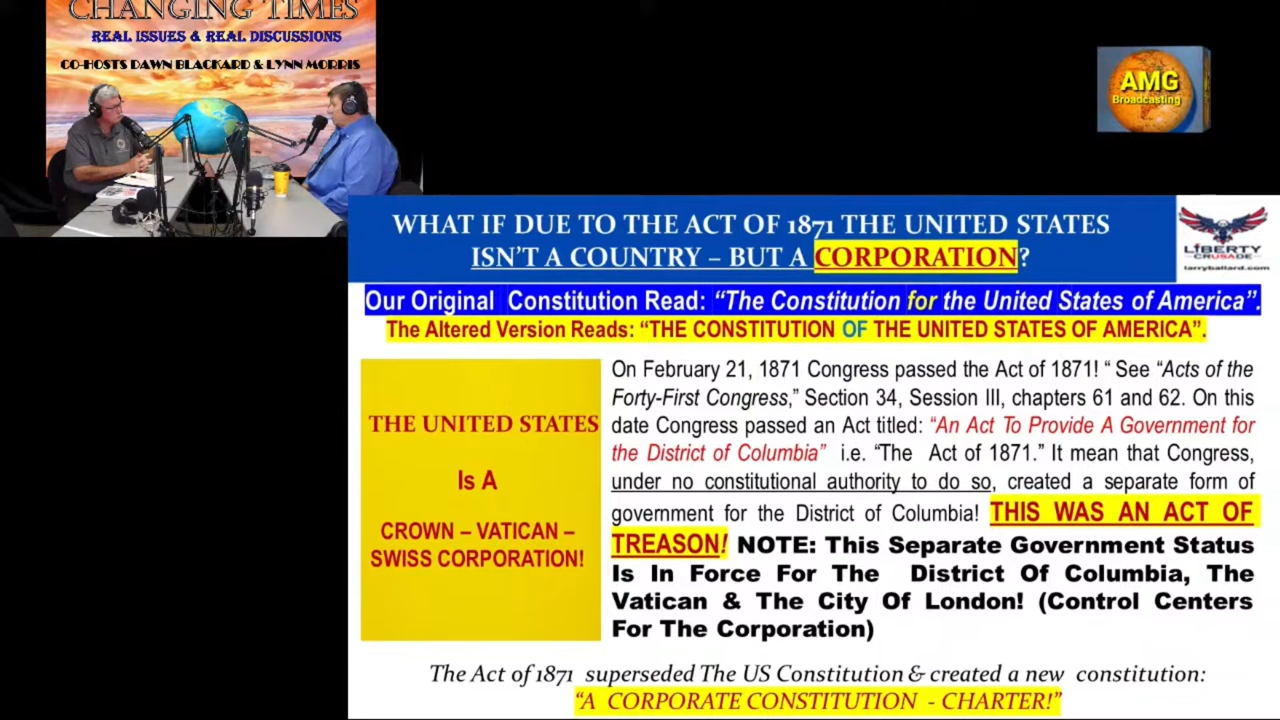 CHANGING TIMES
REAL ISSUES & REAL DISCUSSIONS
CO-HOSTS DAWN BLACKARD & LYNN MORRIS
AMG
Broadcasting
WHAT IF DUE TO THE ACT OF 1871 THE UNITED STATES
ISN'T A COUNTRY – BUT A CORPORATION?
LIBERTY
CRUSADE
larryballard.com
Our Original Constitution Read: “The Constitution for the United States of America”.
The Altered Version Reads: “THE CONSTITUTION OF THE UNITED STATES OF AMERICA”.
THE UNITED STATES
Is A
CROWN – VATICAN –
SWISS CORPORATION!
On February 21, 1871 Congress passed the Act of 1871! “ See “Acts of the
Forty-First Congress,” Section 34, Session III, chapters 61 and 62. On this
date Congress passed an Act titled: “An Act To Provide A Government for
the District of Columbia” i.e. “The Act of 1871.” It mean that Congress,
under no constitutional authority to do so, created a separate form of
government for the District of Columbia! THIS WAS AN ACT OF
TREASON! NOTE: This Separate Government Status
Is In Force For The District Of Columbia, The
Vatican & The City Of London! (Control Centers
For The Corporation)
The Act of 1871 superseded The US Constitution & created a new constitution:
“A CORPORATE CONSTITUTION - CHARTER!”